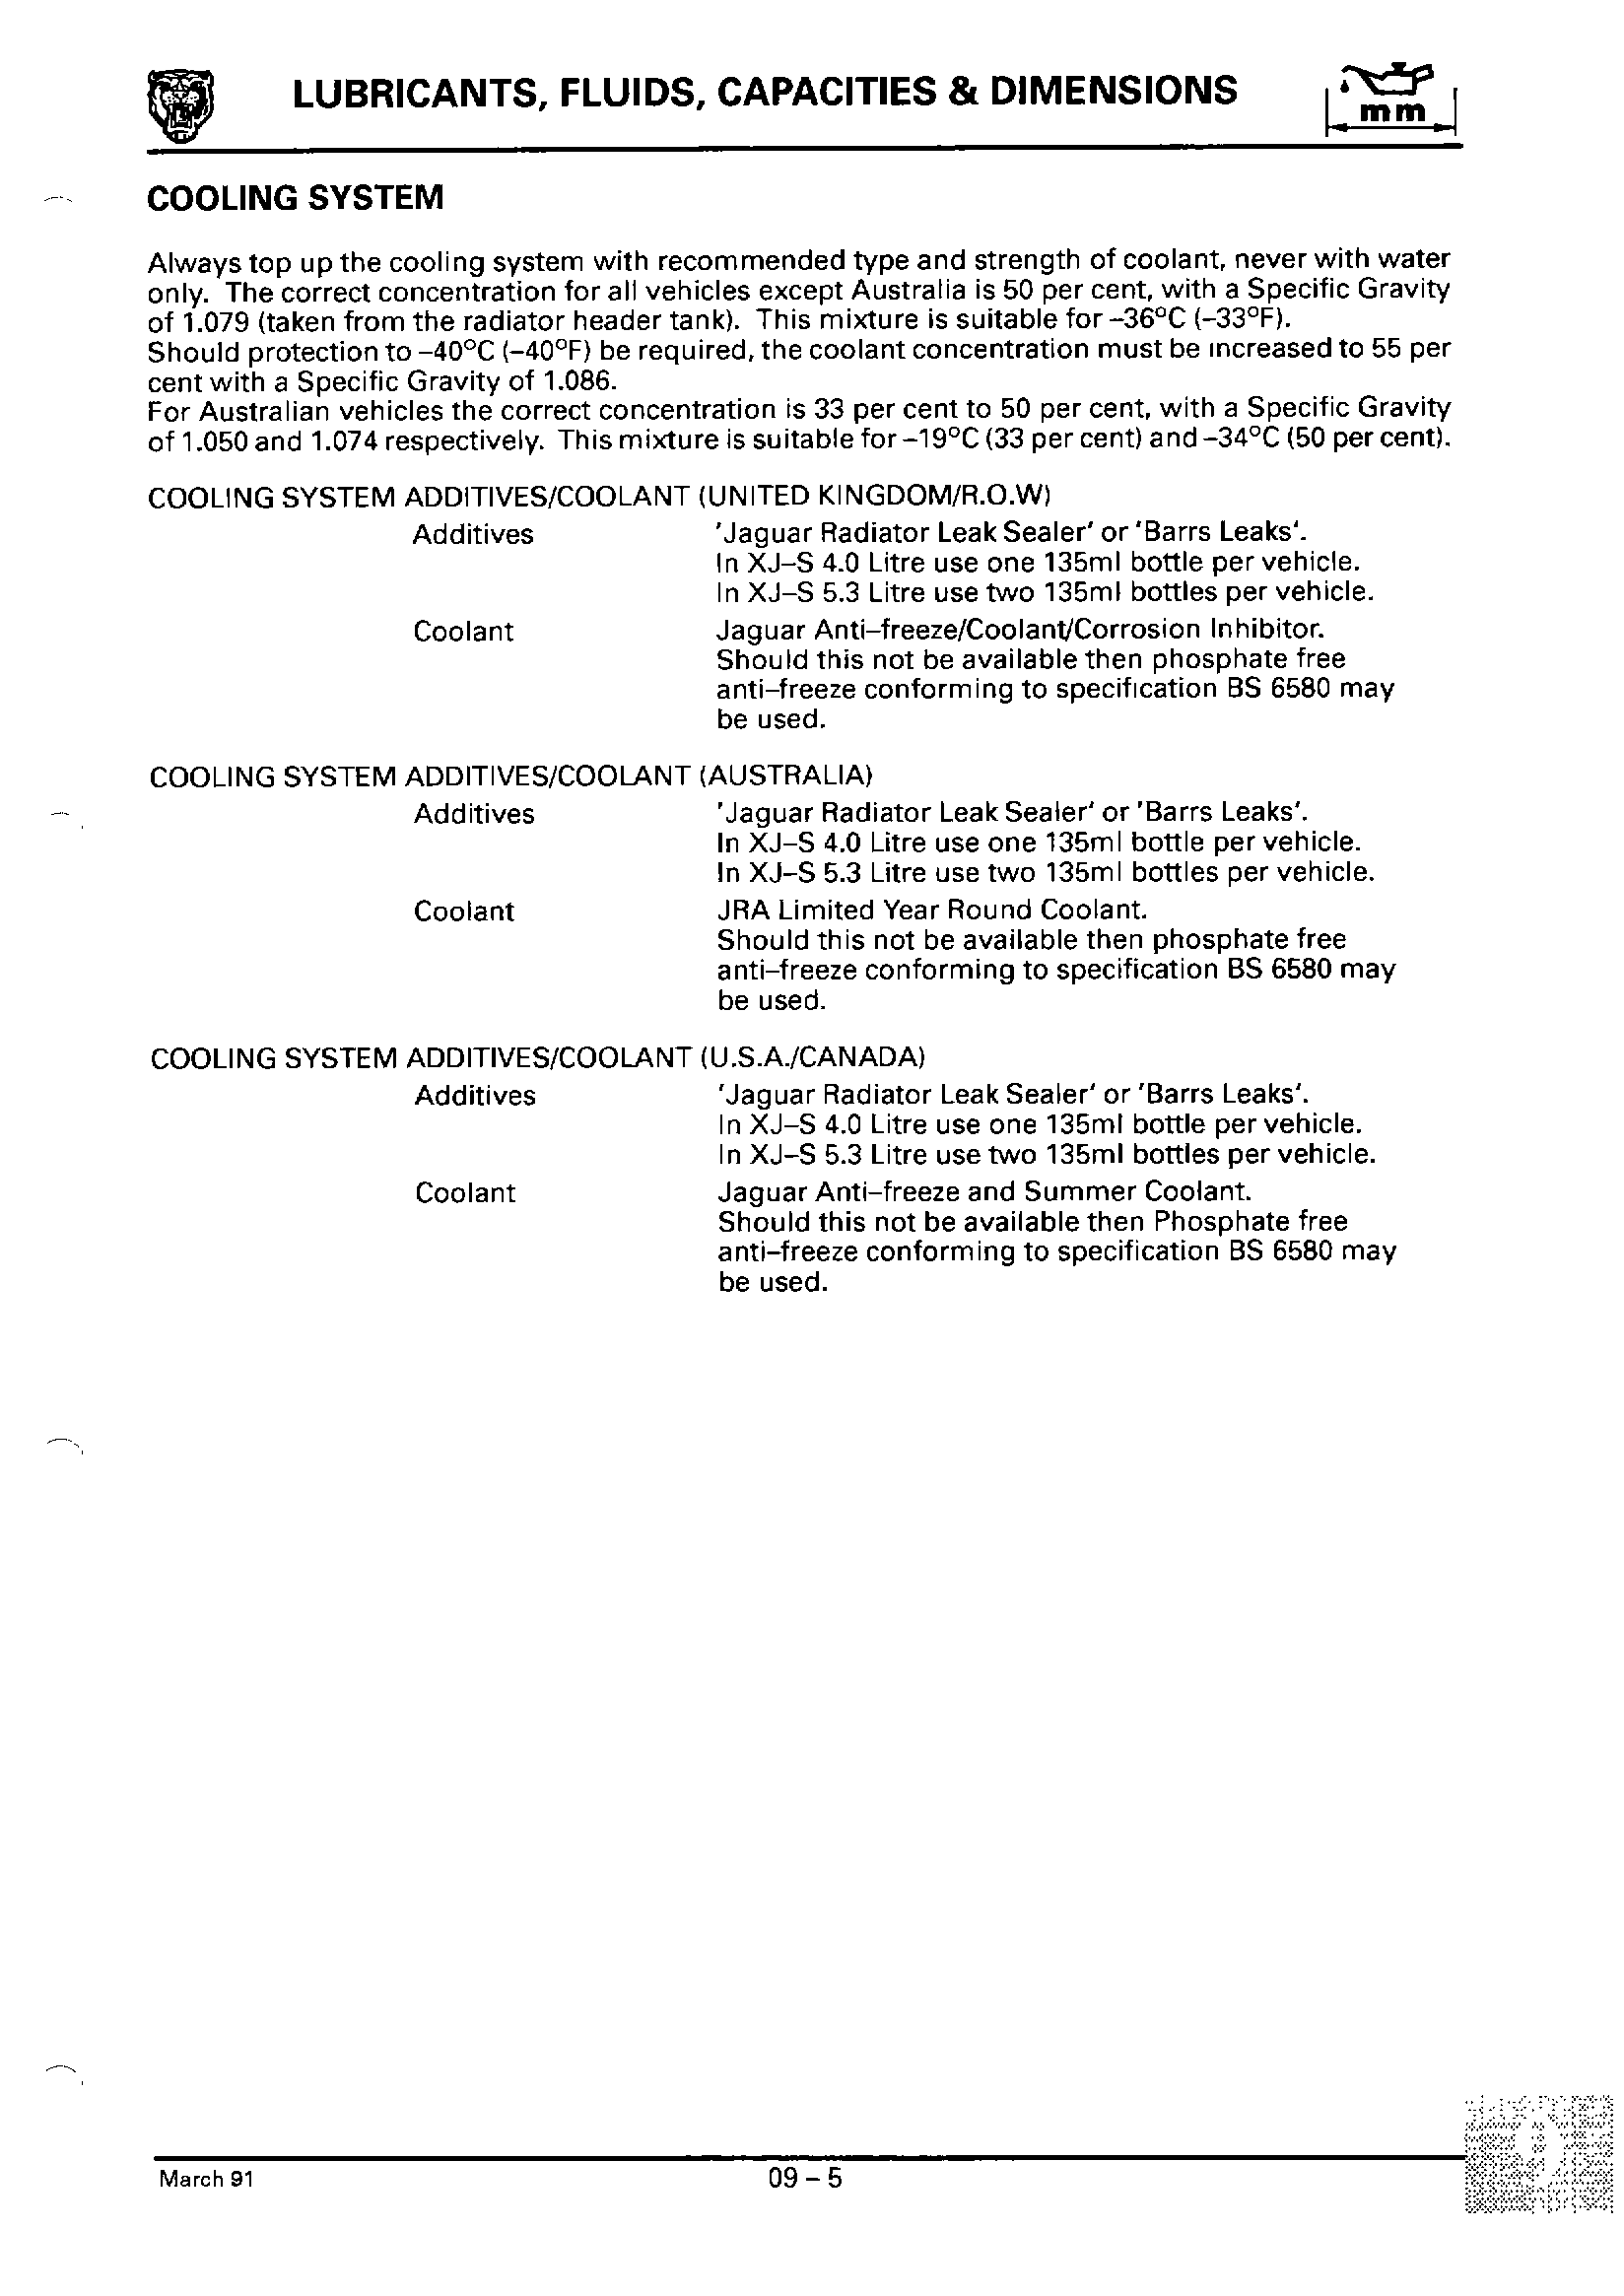 LUBRICANTS, FLUIDS, CAPACITIES & DIMENSIONS
mm
COOLING SYSTEM
Always top up the cooling system with recommended type and strength of coolant, never with water
only. The correct concentration for all vehicles except Australia is 50 per cent, with a Specific Gravity
of 1.079 (taken from the radiator header tank). This mixture is suitable for –36°C (–33°F).
Should protection to –40°C (–40°F) be required, the coolant concentration must be increased to 55 per
cent with a Specific Gravity of 1.086.
For Australian vehicles the correct concentration is 33 per cent to 50 per cent, with a Specific Gravity
of 1.050 and 1.074 respectively. This mixture is suitable for –19°C (33 per cent) and –34°C (50 per cent).
COOLING SYSTEM ADDITIVES/COOLANT (UNITED KINGDOM/R.O.W)
Additives 'Jaguar Radiator Leak Sealer' or 'Barrs Leaks'.
In XJ–S 4.0 Litre use one 135ml bottle per vehicle.
In XJ–S 5.3 Litre use two 135ml bottles per vehicle.
Coolant Jaguar Anti–freeze/Coolant/Corrosion Inhibitor.
Should this not be available then phosphate free
anti–freeze conforming to specification BS 6580 may
be used.
COOLING SYSTEM ADDITIVES/COOLANT (AUSTRALIA)
Additives 'Jaguar Radiator Leak Sealer' or 'Barrs Leaks'.
In XJ–S 4.0 Litre use one 135ml bottle per vehicle.
In XJ–S 5.3 Litre use two 135ml bottles per vehicle.
Coolant JRA Limited Year Round Coolant.
Should this not be available then phosphate free
anti–freeze conforming to specification BS 6580 may
be used.
COOLING SYSTEM ADDITIVES/COOLANT (U.S.A./CANADA)
Additives 'Jaguar Radiator Leak Sealer' or 'Barrs Leaks'.
In XJ–S 4.0 Litre use one 135ml bottle per vehicle.
In XJ–S 5.3 Litre use two 135ml bottles per vehicle.
Coolant Jaguar Anti–freeze and Summer Coolant.
Should this not be available then Phosphate free
anti–freeze conforming to specification BS 6580 may
be used.
9
March 91 09 – 5